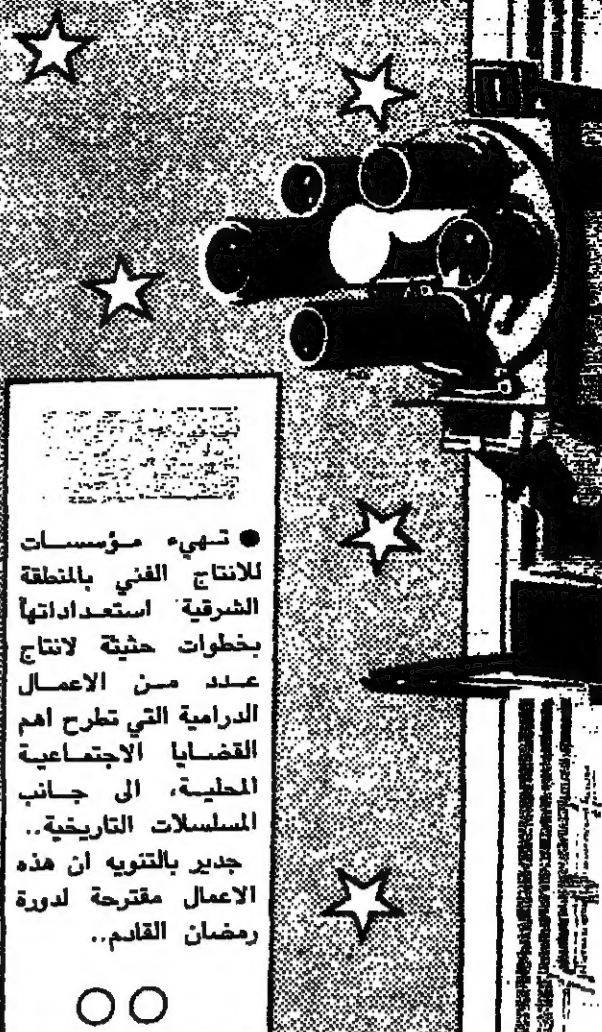 ● تهيء مؤسسات
للانتاج الفني بالمنطقة
الشرقية استعداداتها
بخطوات حثيثة لانتاج
عدد من الاعمال
الدرامية التي تطرح اهم
القضايا الاجتماعية
المحلية، الى جانب
المسلسلات التاريخية..
جدير بالتنويه ان هذه
الاعمال مقترحة لدورة
رمضان القادم..